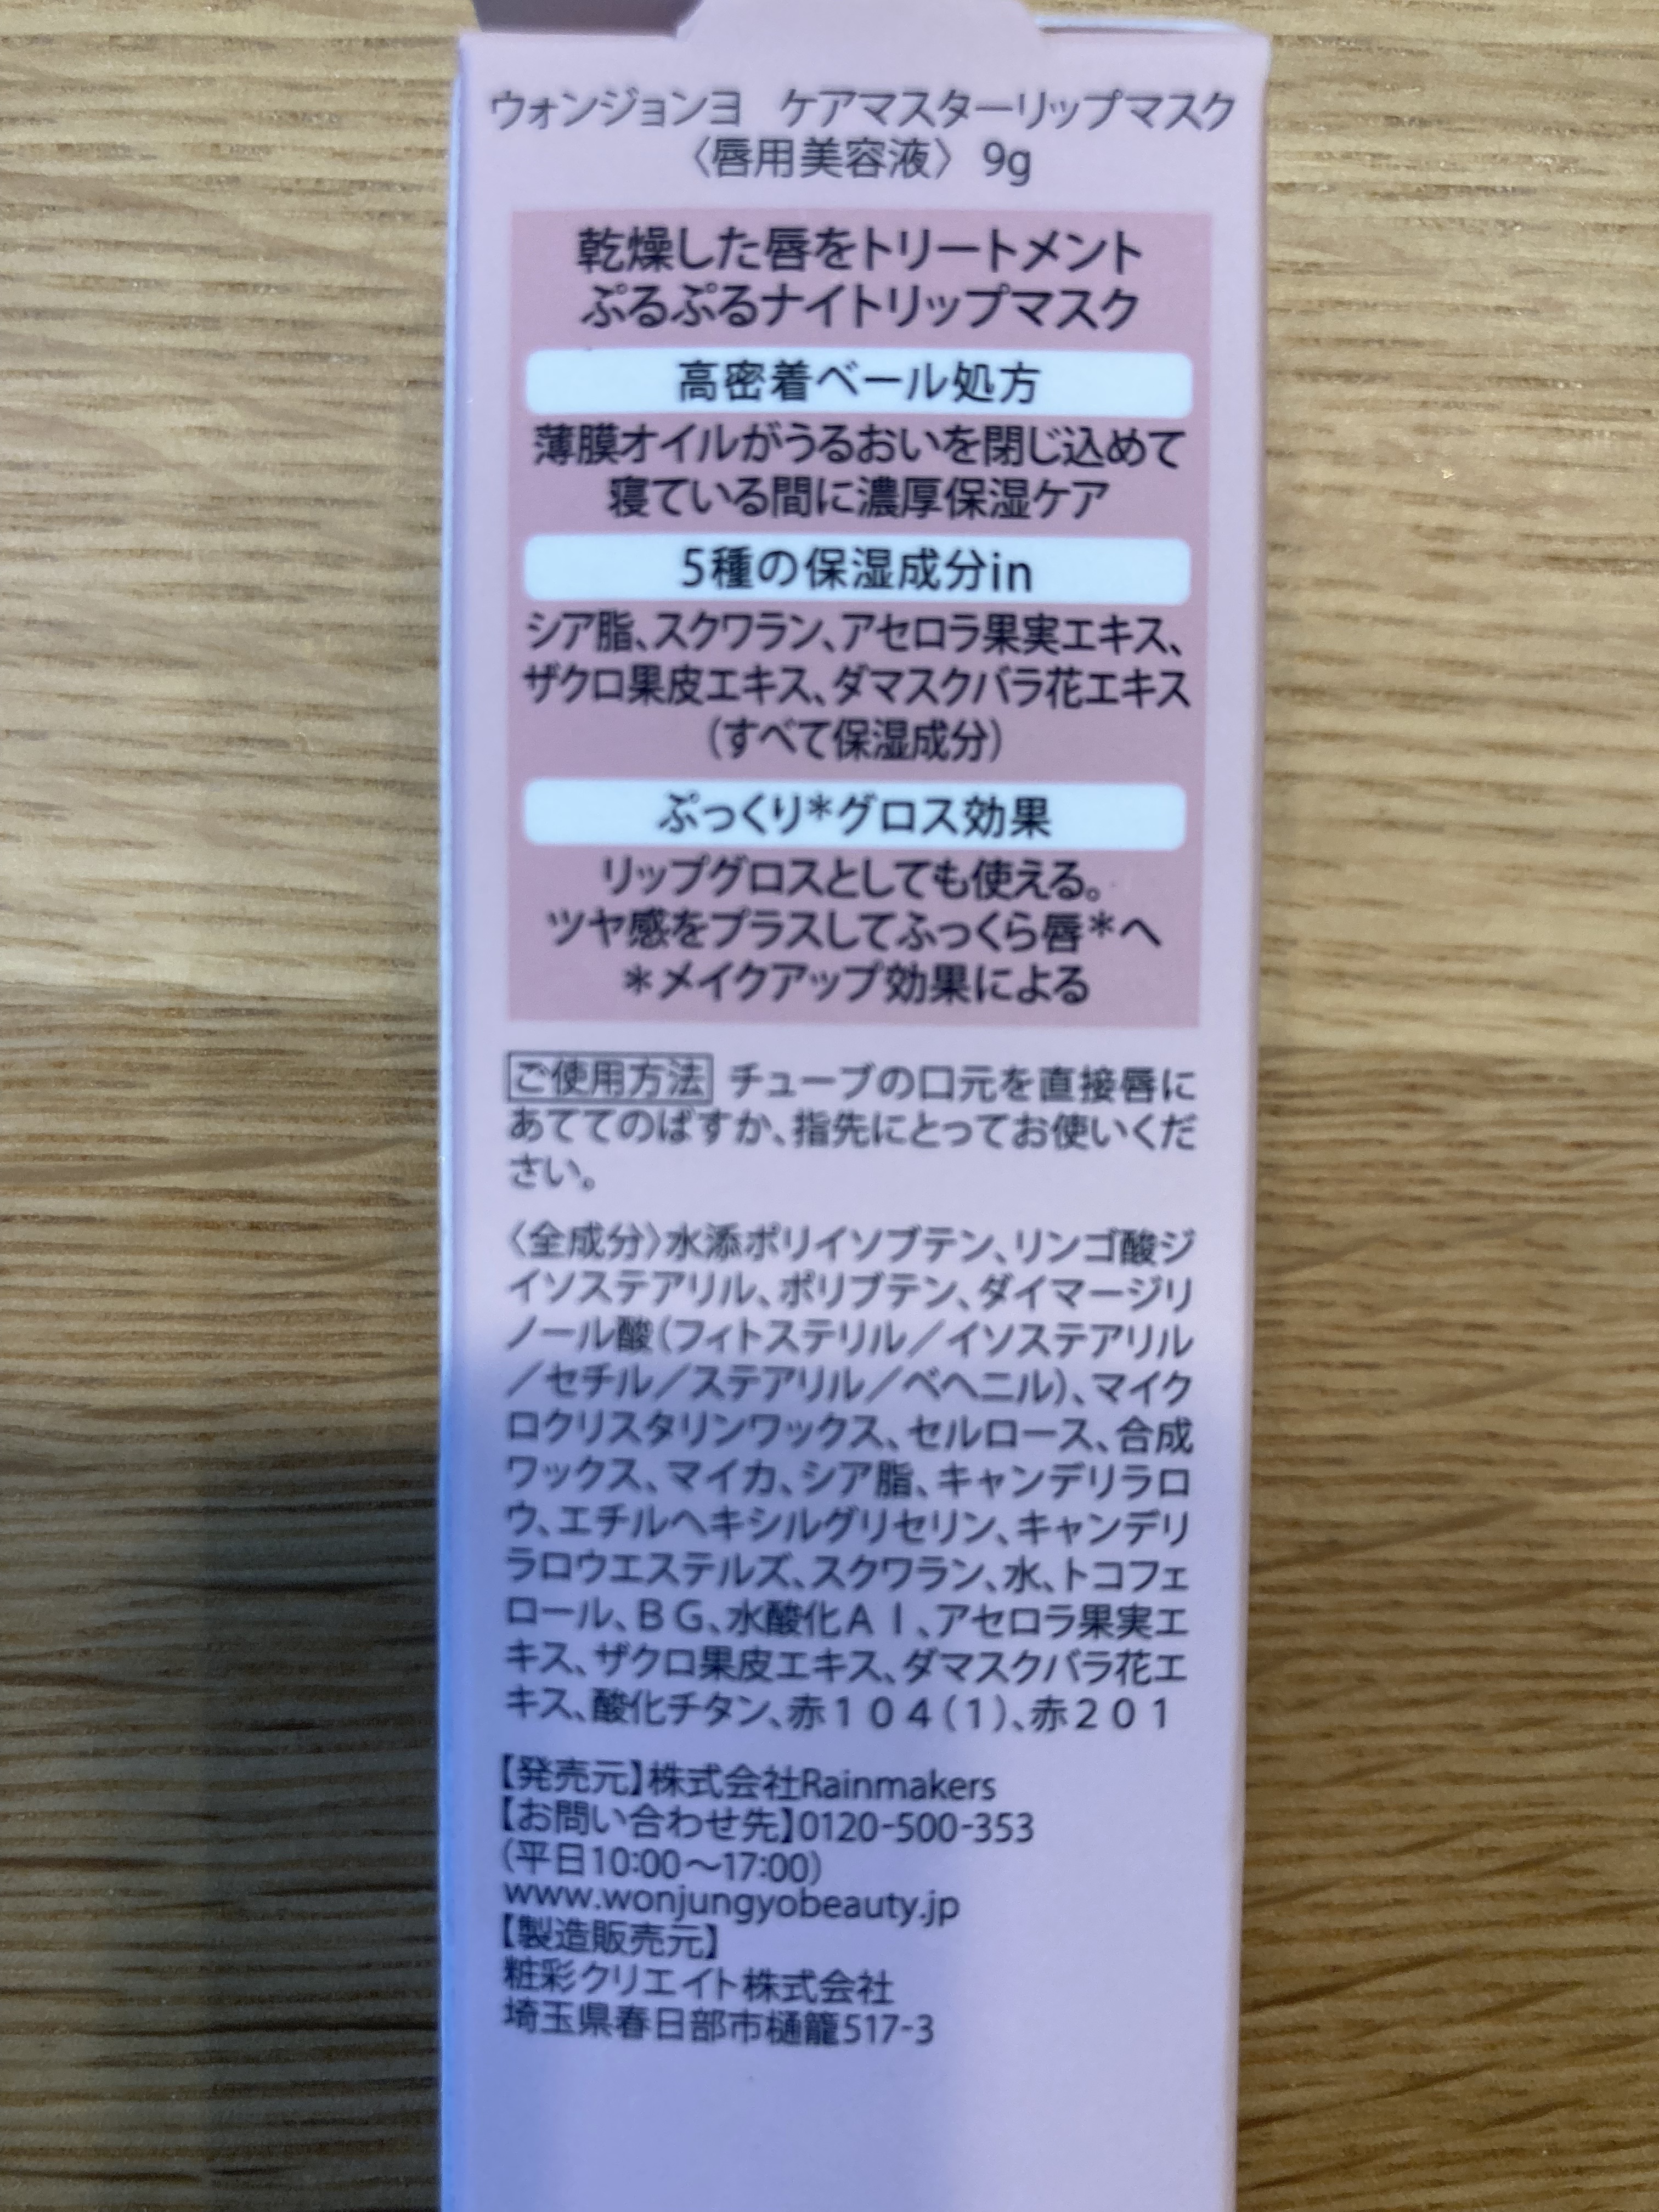 ウォンジョンヨ　ケアマスターリップマスク
〈唇用美容液〉 9g
乾燥した唇をトリートメント
ぷるぷるナイトリップマスク
高密着ベール処方
薄膜オイルがうるおいを閉じ込めて
寝ている間に濃厚保湿ケア
5種の保湿成分in
シア脂、スクワラン、アセロラ果実エキス、
ザクロ果皮エキス、ダマスクバラ花エキス
(すべて保湿成分)
ぷっくり*グロス効果
リップグロスとしても使える。
ツヤ感をプラスしてふっくら唇*へ
*メイクアップ効果による
ご使用方法 チューブの口元を直接唇に
あててのばすか、指先にとってお使いくだ
さい。
〈全成分〉水添ポリイソブテン、リンゴ酸ジ
イソステアリル、ポリブテン、ダイマージリ
ノール酸(フィトステリル／イソステアリル
／セチル／ステアリル／ベヘニル)、マイク
ロクリスタリンワックス、セルロース、合成
ワックス、マイカ、シア脂、キャンデリラロ
ウ、エチルヘキシルグリセリン、キャンデリ
ラロウエステルズ、スクワラン、水、トコフェ
ロール、ＢＧ、水酸化Ａｌ、アセロラ果実エ
キス、ザクロ果皮エキス、ダマスクバラ花エ
キス、酸化チタン、赤１０４(１)、赤２０１
【発売元】株式会社Rainmakers
【お問い合わせ先】0120-500-353
(平日10:00〜17:00)
www.wonjungyobeauty.jp
【製造販売元】
粧彩クリエイト株式会社
埼玉県春日部市樋籠517-3